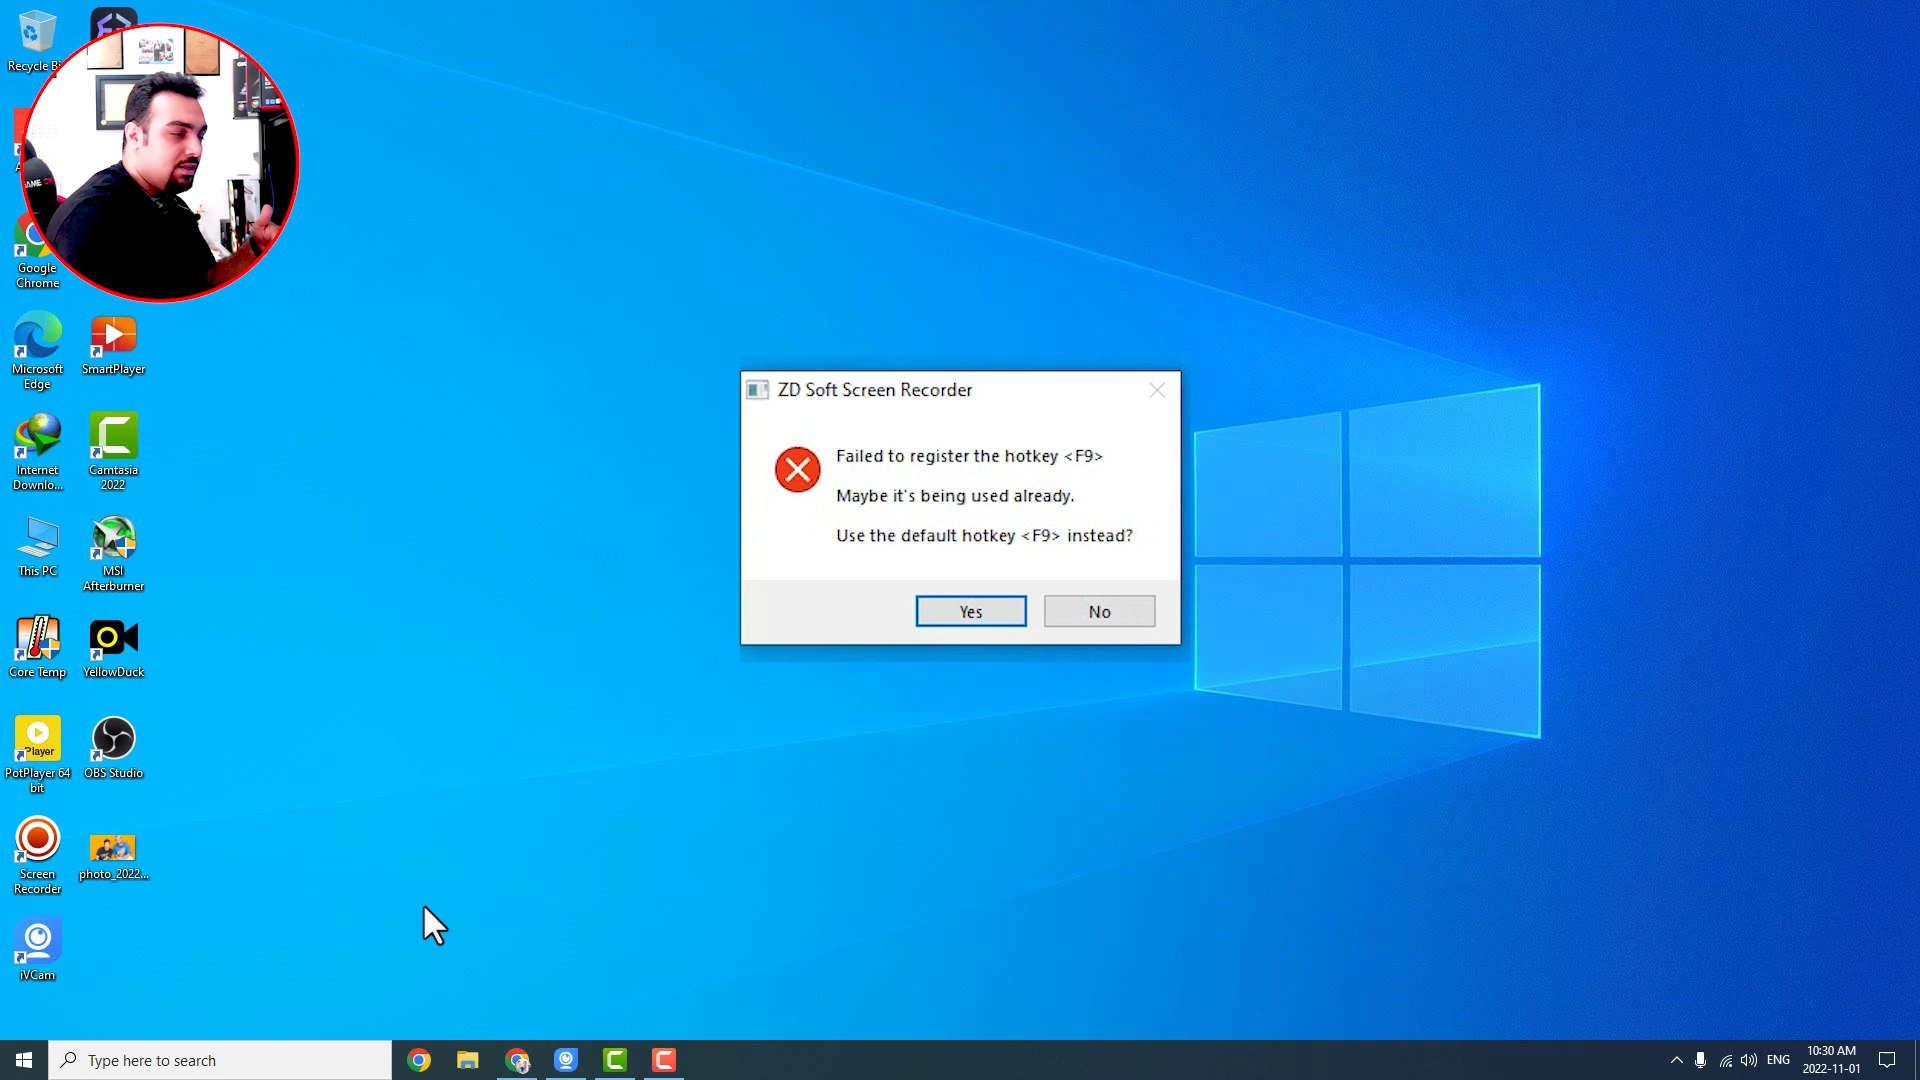 Recycle Bi
GAME ON
Google
Chrome
Microsoft
Edge
SmartPlayer
Internet
Downlo...
Camtasia
2022
This PC
MSI
Afterburner
Core Temp
YellowDuck
Player
PotPlayer 64
bit
OBS Studio
Screen
Recorder
photo_2022...
iVCam
ZD Soft Screen Recorder
Failed to register the hotkey <F9>
Maybe it's being used already.
Use the default hotkey <F9> instead?
Yes
No
Type here to search
ENG
10:30 AM
2022-11-01